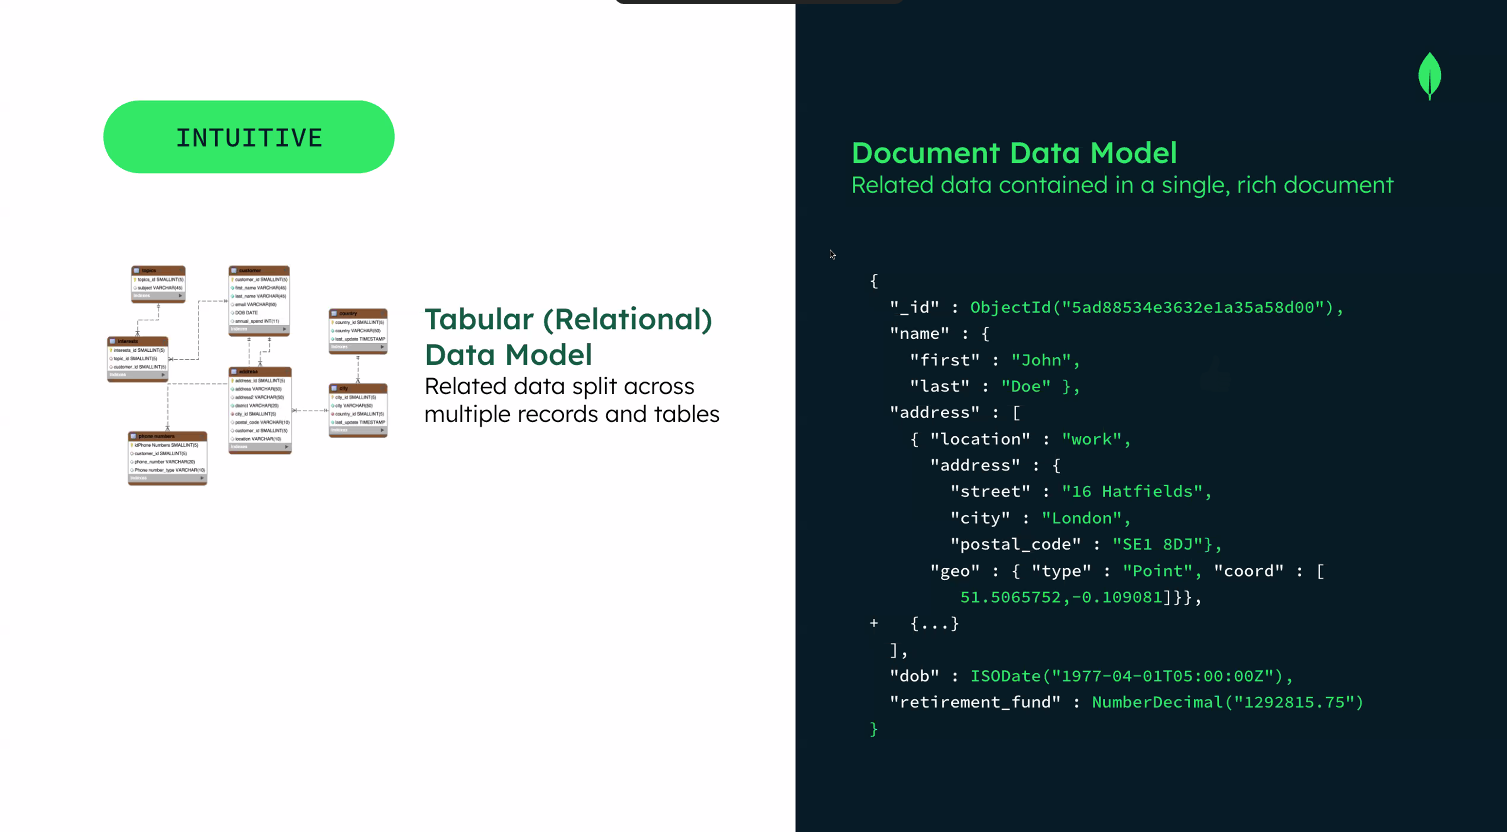 INTUITIVE
topics
topics_id SMALLINT(5)
subject VARCHAR(45)
Indexes
customer
customer_id SMALLINT(5)
first_name VARCHAR(45)
last_name VARCHAR(45)
email VARCHAR(50)
DOB DATE
annual_spend INT(11)
Indexes
interests
interests_id SMALLINT(5)
topic_id SMALLINT(5)
customer_id SMALLINT(5)
Indexes
country
country_id SMALLINT(5)
country VARCHAR(50)
last_update TIMESTAMP
Indexes
address
address_id SMALLINT(5)
address VARCHAR(50)
address2 VARCHAR(50)
district VARCHAR(20)
city_id SMALLINT(5)
postal_code VARCHAR(10)
customer_id SMALLINT(5)
location VARCHAR(10)
Indexes
city
city_id SMALLINT(5)
city VARCHAR(50)
country_id SMALLINT(5)
last_update TIMESTAMP
Indexes
phone numbers
idPhone Numbers SMALLINT(5)
customer_id SMALLINT(5)
phone_number VARCHAR(20)
Phone number_type VARCHAR(10)
Indexes
Tabular (Relational)
Data Model
Related data split across
multiple records and tables
Document Data Model
Related data contained in a single, rich document
{
"_id" : ObjectId("5ad88534e3632e1a35a58d00"),
"name" : {
"first" : "John",
"last" : "Doe" },
"address" : [
{ "location" : "work",
"address" : {
"street" : "16 Hatfields",
"city" : "London",
"postal_code" : "SE1 8DJ"},
"geo" : { "type" : "Point", "coord" : [
51.5065752,-0.109081]}},
+ {...}
],
"dob" : ISODate("1977-04-01T05:00:00Z"),
"retirement_fund" : NumberDecimal("1292815.75")
}